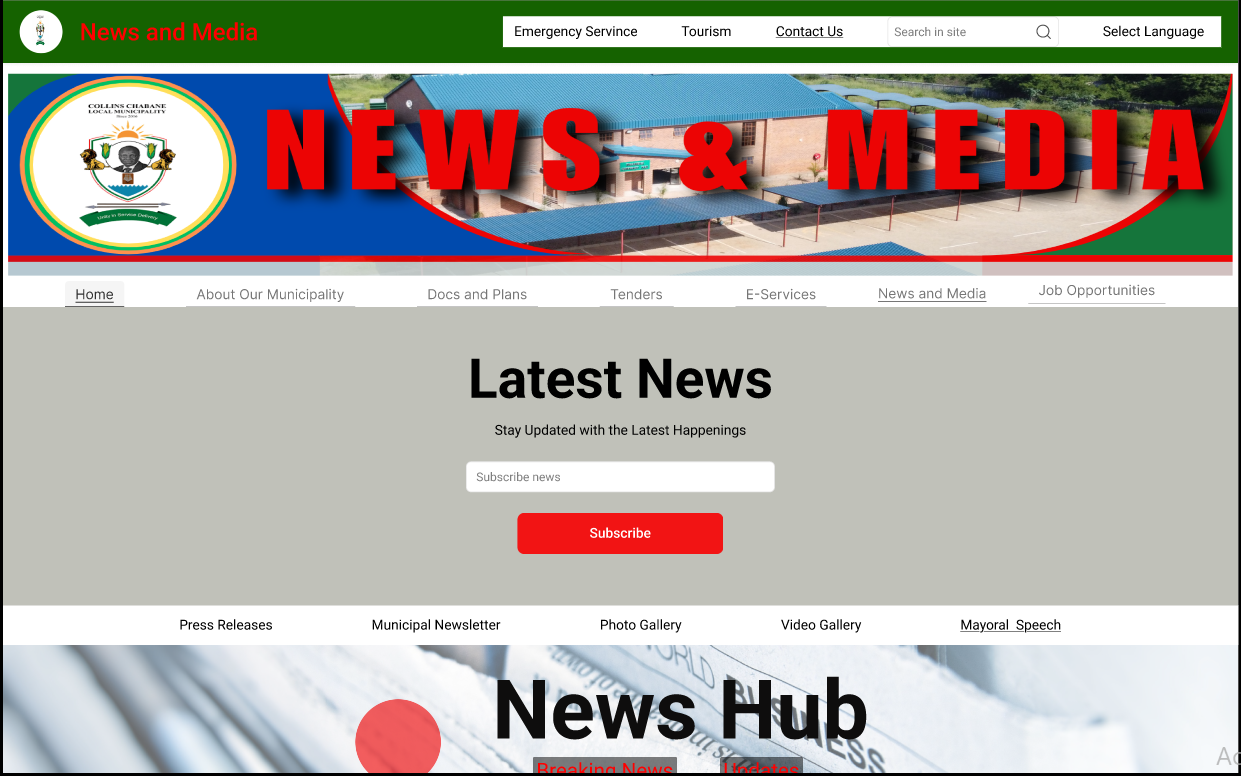 News and Media
Emergency Servince Tourism Contact Us Search in site Select Language
COLLINS CHABANE
LOCAL MUNICIPALITY
Since 2016
Unity in Service Delivery
NEWS & MEDIA
Home About Our Municipality Docs and Plans Tenders E-Services News and Media Job Opportunities
Latest News
Stay Updated with the Latest Happenings
Subscribe news
Subscribe
Press Releases Municipal Newsletter Photo Gallery Video Gallery Mayoral Speech
WORLD BUSINESS
News Hub
Breaking News Updates